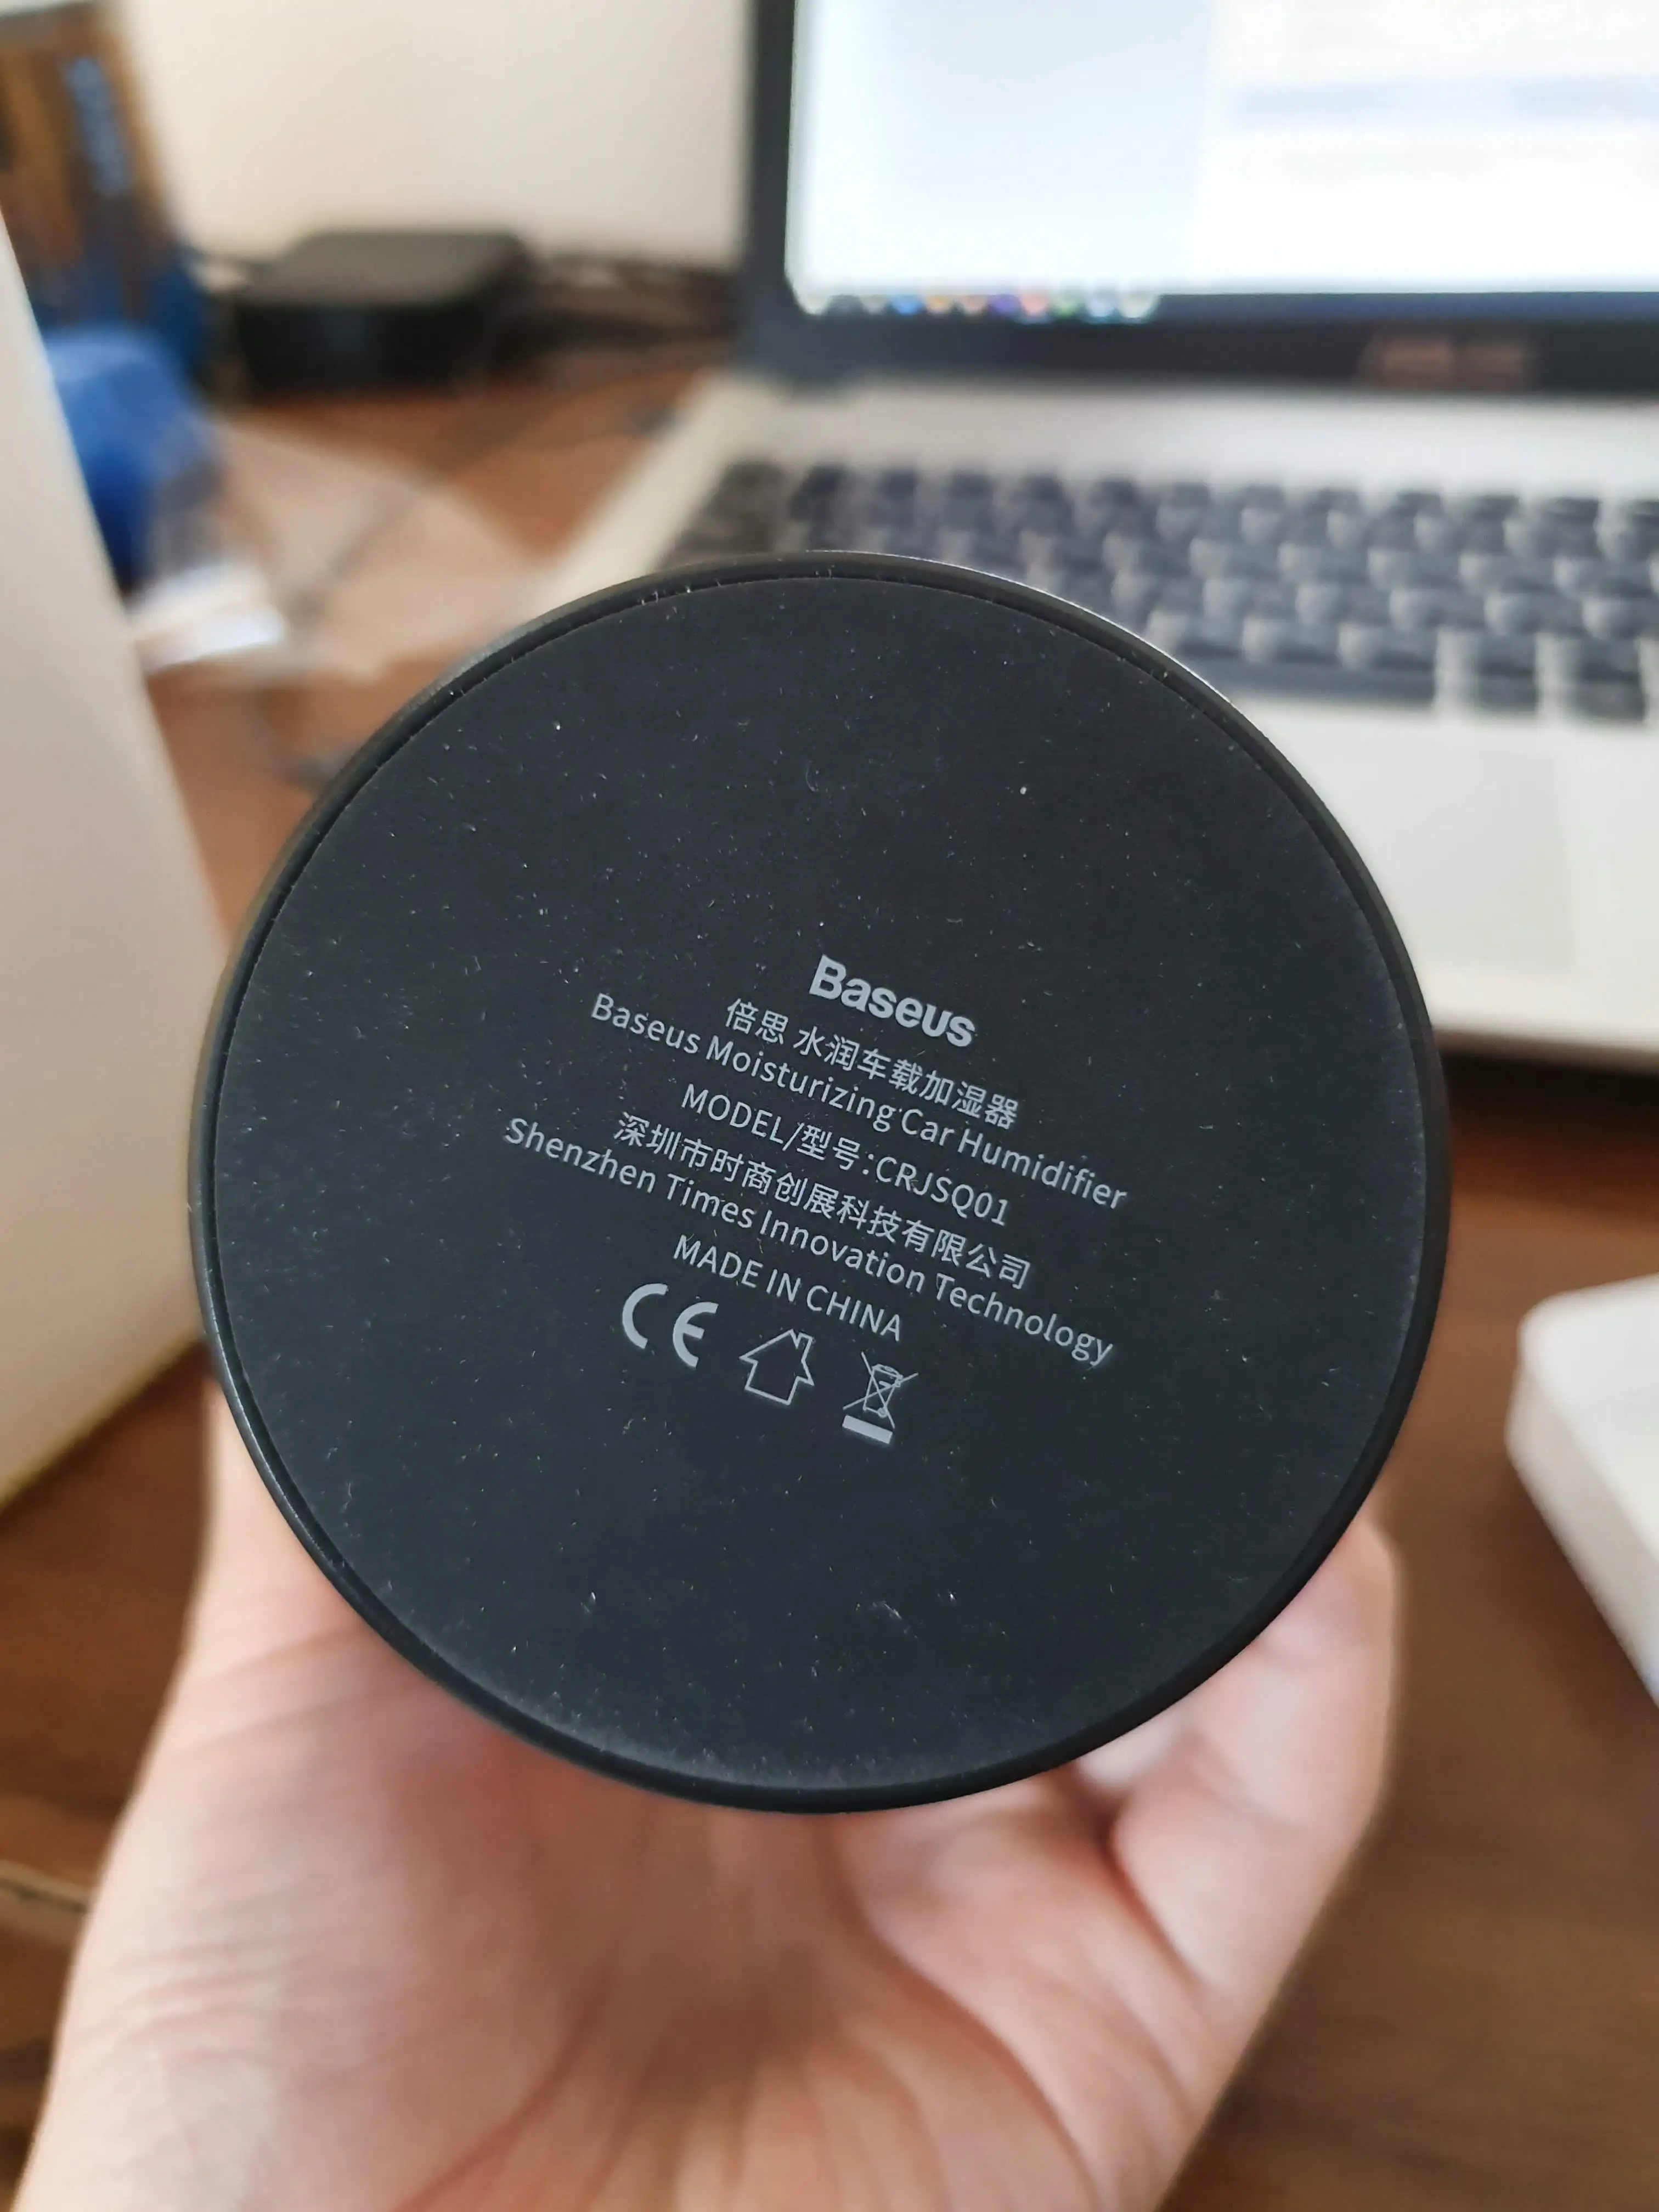 Baseus
倍思 水润车载加湿器
Baseus Moisturizing Car Humidifier
MODEL/型号:CRJSQ01
深圳市时商创展科技有限公司
Shenzhen Times Innovation Technology
MADE IN CHINA
CE